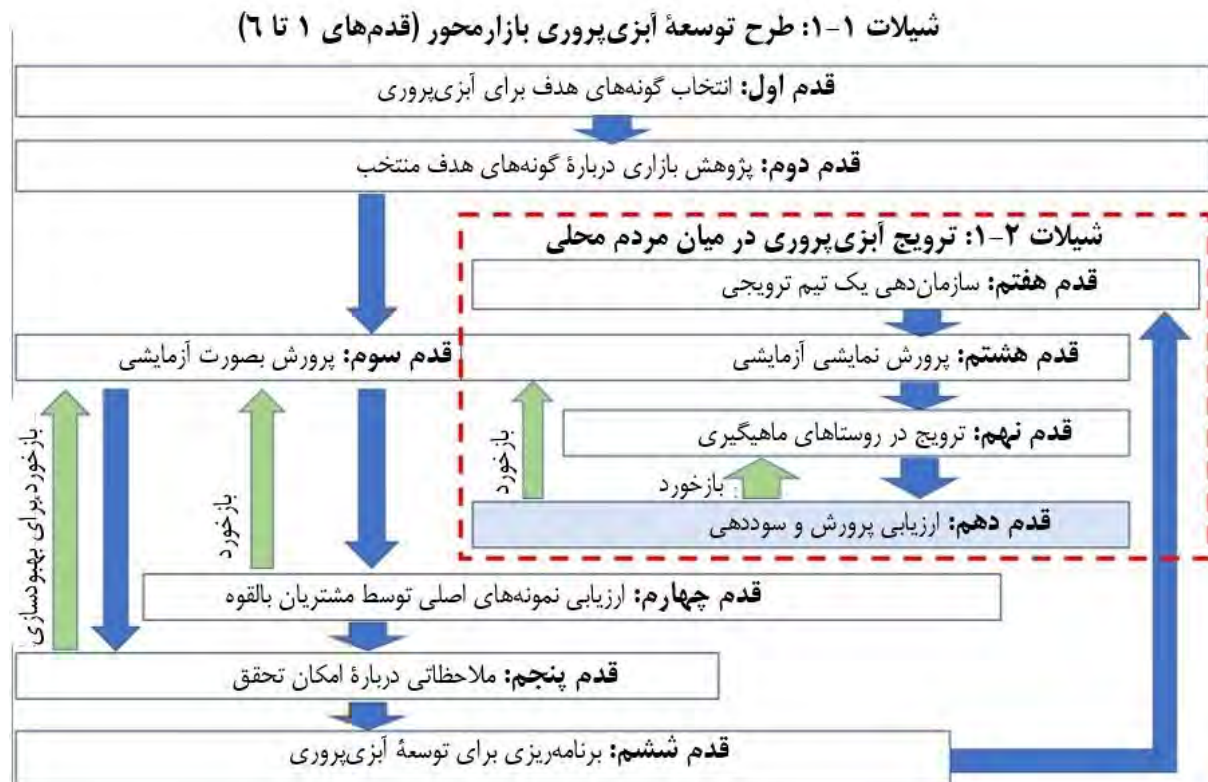 شیلات ۱-۱: طرح توسعهٔ آبزی‌پروری بازارمحور (قدم‌های ۱ تا ٦)
قدم اول: انتخاب گونه‌های هدف برای آبزی‌پروری
قدم دوم: پژوهش بازاری دربارهٔ گونه‌های هدف منتخب
شیلات ۲-۱: ترویج آبزی‌پروری در میان مردم محلی
قدم هفتم: سازمان‌دهی یک تیم ترویجی
قدم هشتم: پرورش نمایشی آزمایشی
قدم سوم: پرورش بصورت آزمایشی
قدم نهم: ترویج در روستاهای ماهیگیری
بازخورد
بازخورد
قدم دهم: ارزیابی پرورش و سوددهی
بازخورد
بازخورد برای بهبودسازی
قدم چهارم: ارزیابی نمونه‌های اصلی توسط مشتریان بالقوه
قدم پنجم: ملاحظاتی دربارهٔ امکان تحقق
قدم ششم: برنامه‌ریزی برای توسعهٔ آبزی‌پروری